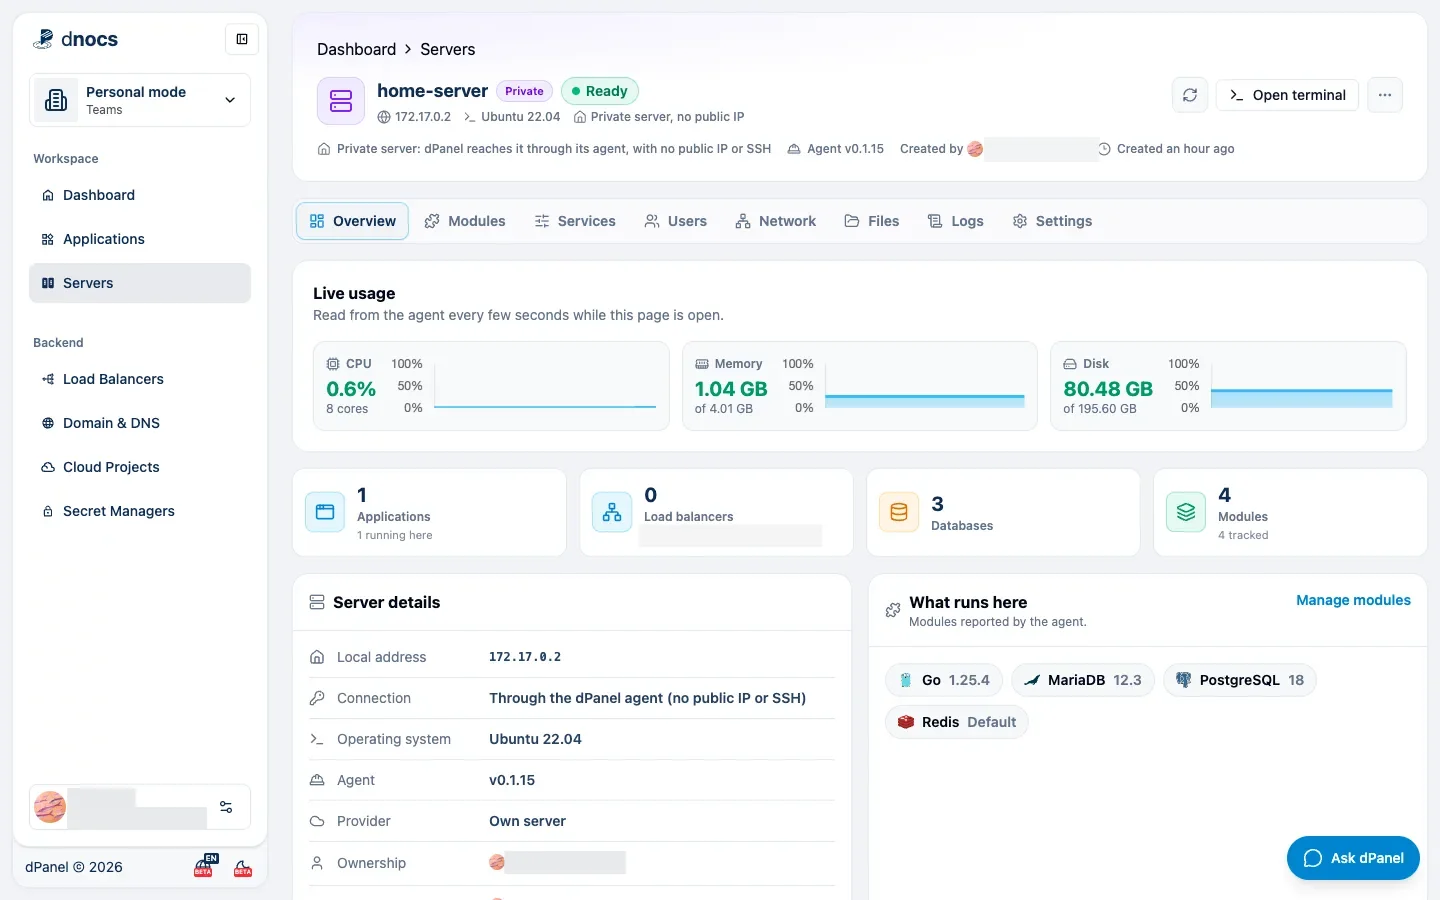 dnocs
Personal mode
Teams
Workspace
Dashboard
Applications
Servers
Backend
Load Balancers
Domain & DNS
Cloud Projects
Secret Managers
dPanel © 2026
EN
BETA
BETA
Dashboard > Servers
home-server Private Ready
172.17.0.2 Ubuntu 22.04 Private server, no public IP
Open terminal
Private server: dPanel reaches it through its agent, with no public IP or SSH Agent v0.1.15 Created by Created an hour ago
Overview Modules Services Users Network Files Logs Settings
Live usage
Read from the agent every few seconds while this page is open.
CPU
0.6%
8 cores
100%
50%
0%
Memory
1.04 GB
of 4.01 GB
100%
50%
0%
Disk
80.48 GB
of 195.60 GB
100%
50%
0%
1
Applications
1 running here
0
Load balancers
3
Databases
4
Modules
4 tracked
Server details
Local address 172.17.0.2
Connection Through the dPanel agent (no public IP or SSH)
Operating system Ubuntu 22.04
Agent v0.1.15
Provider Own server
Ownership
What runs here
Modules reported by the agent.
Manage modules
Go 1.25.4 MariaDB 12.3 PostgreSQL 18
Redis Default
Ask dPanel